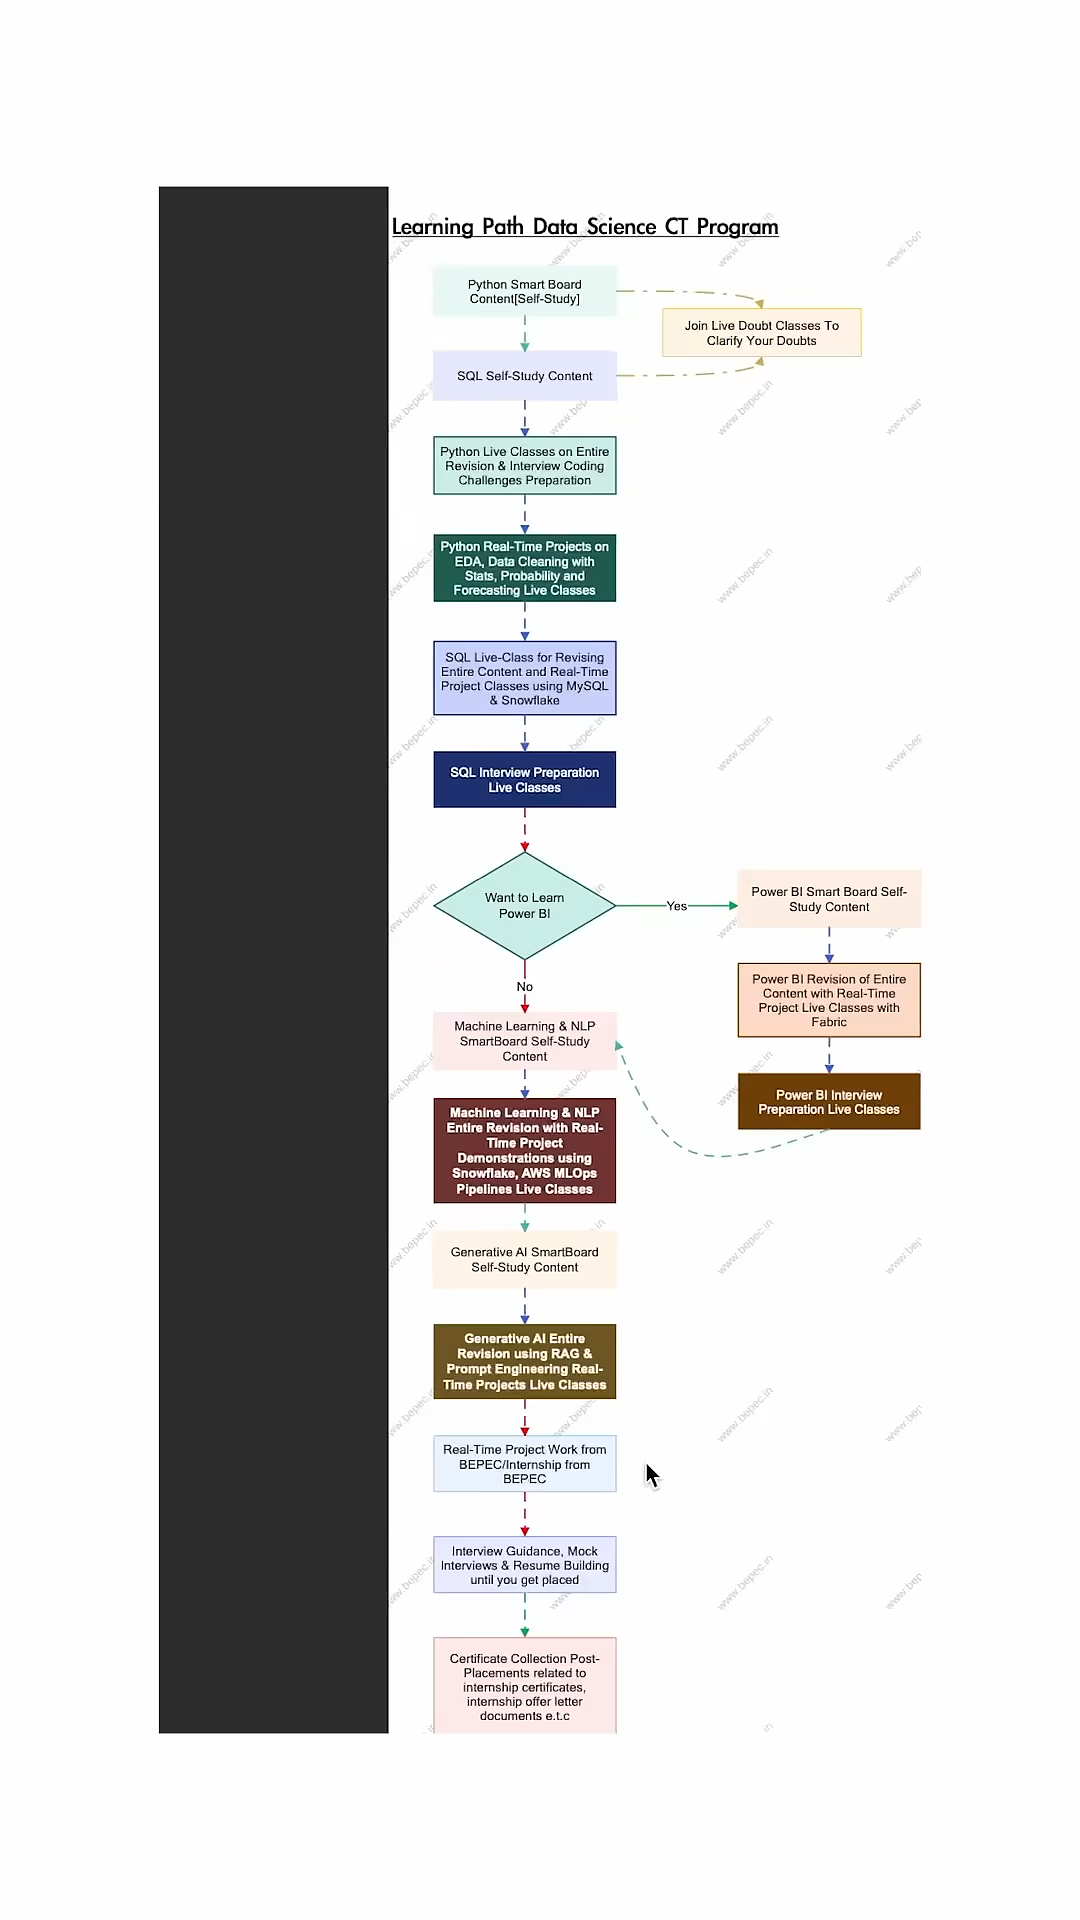 Learning Path Data Science CT Program
Python Smart Board
Content[Self-Study]
Join Live Doubt Classes To
Clarify Your Doubts
SQL Self-Study Content
Python Live Classes on Entire
Revision & Interview Coding
Challenges Preparation
Python Real-Time Projects on
EDA, Data Cleaning with
Stats, Probability and
Forecasting Live Classes
SQL Live-Class for Revising
Entire Content and Real-Time
Project Classes using MySQL
& Snowflake
SQL Interview Preparation
Live Classes
Want to Learn
Power BI
Yes
Power BI Smart Board Self-
Study Content
Power BI Revision of Entire
Content with Real-Time
Project Live Classes with
Fabric
Power BI Interview
Preparation Live Classes
No
Machine Learning & NLP
SmartBoard Self-Study
Content
Machine Learning & NLP
Entire Revision with Real-
Time Project
Demonstrations using
Snowflake, AWS MLOps
Pipelines Live Classes
Generative AI SmartBoard
Self-Study Content
Generative AI Entire
Revision using RAG &
Prompt Engineering Real-
Time Projects Live Classes
Real-Time Project Work from
BEPEC/Internship from
BEPEC
Interview Guidance, Mock
Interviews & Resume Building
until you get placed
Certificate Collection Post-
Placements related to
internship certificates,
internship offer letter
documents e.t.c
www.bepec.in